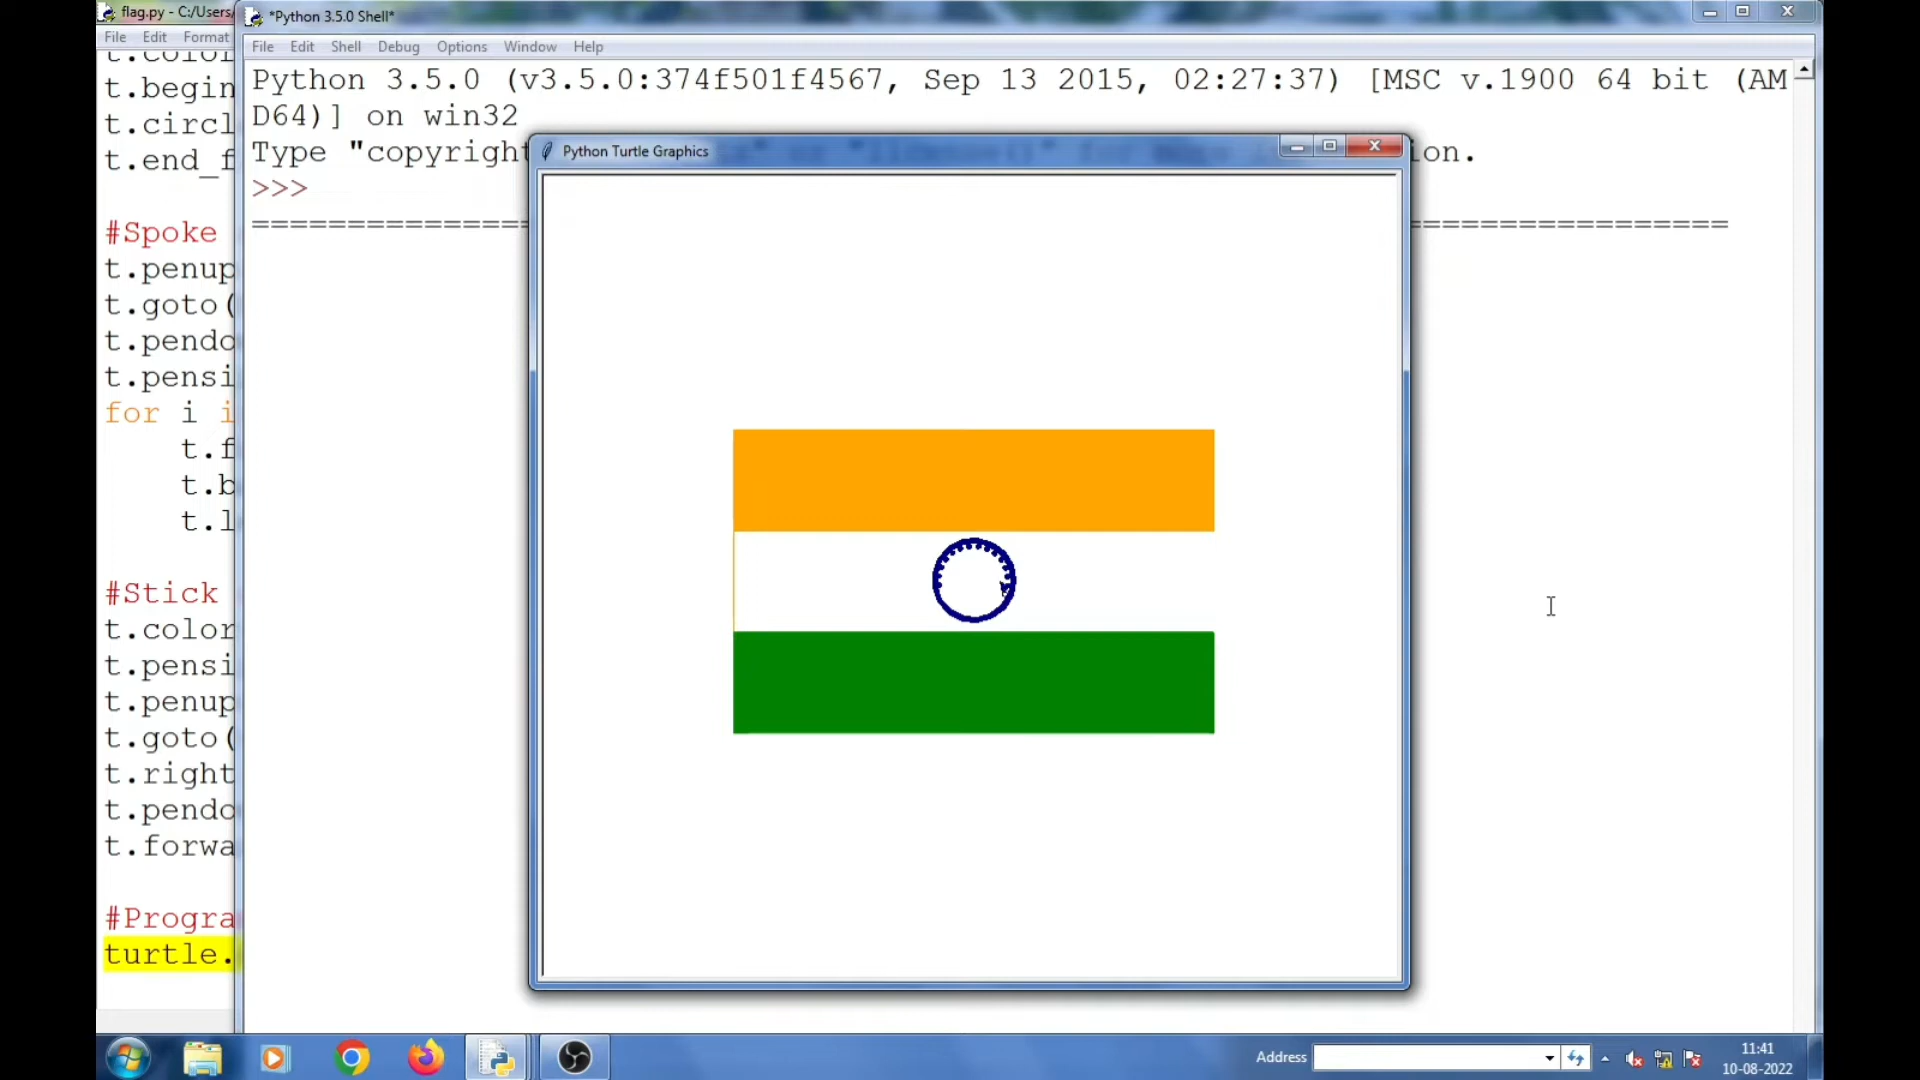 flag.py - C:/Users/
File Edit Format
t.color
t.begin
t.circl
t.end_f
#Spoke
t.penup
t.goto(
t.pendo
t.pensi
for i i
t.f
t.b
t.l
#Stick
t.color
t.pensi
t.penup
t.goto(
t.right
t.pendo
t.forwa
#Progra
turtle.
*Python 3.5.0 Shell*
File Edit Shell Debug Options Window Help
Python 3.5.0 (v3.5.0:374f501f4567, Sep 13 2015, 02:27:37) [MSC v.1900 64 bit (AM
D64)] on win32
Type "copyright ion.
>>>
Python Turtle Graphics
Address
11:41
10-08-2022